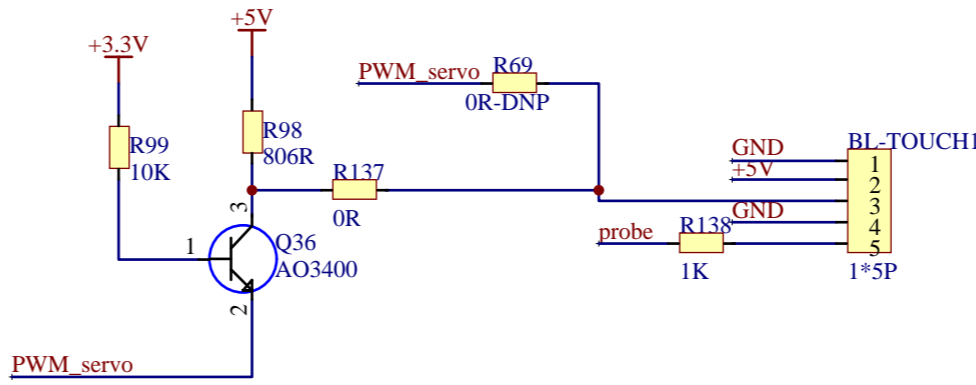 +5V
+3.3V
PWM_servo
R69
0R-DNP
R99
10K
R98
806R
R137
0R
BL-TOUCH1
GND
1
+5V
2
3
GND
4
probe
R138
5
1K
1*5P
3
1
Q36
AO3400
2
PWM_servo